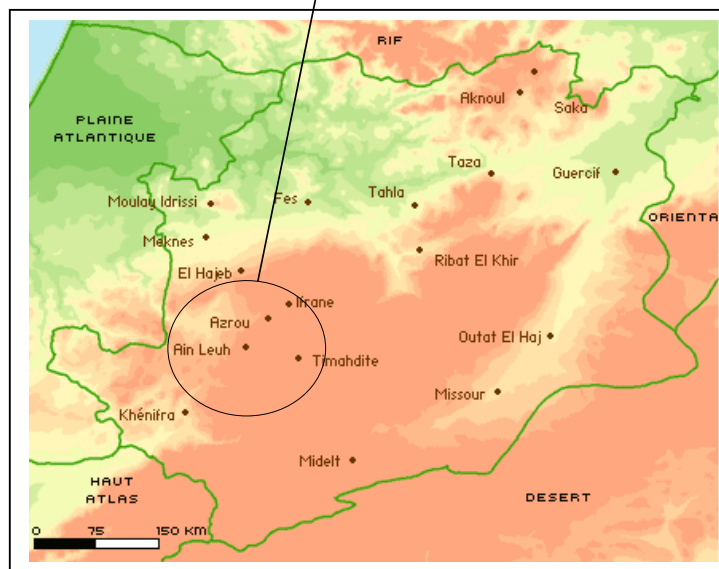 RIF
Aknoul
Saka
PLAINE
ATLANTIQUE
Taza
Guercif
Moulay Idrissi
Fes
Tahla
ORIENTA
Meknes
Ribat El Khir
El Hajeb
Ifrane
Azrou
Outat El Haj
Ain Leuh
Timahdite
Missour
Khénifra
Midelt
HAUT
ATLAS
DESERT
0 75 150 KM